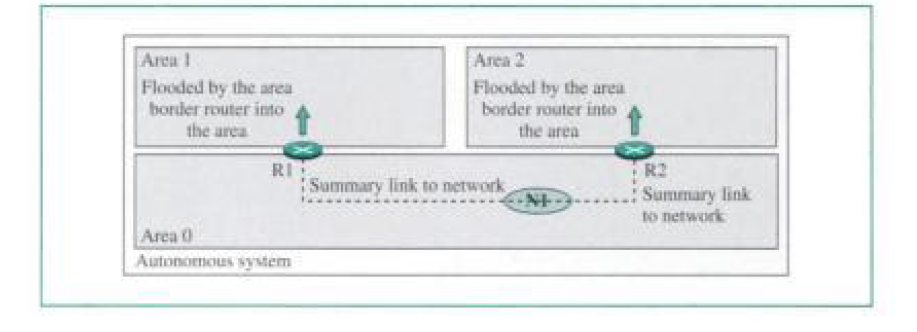 Area 1
Flooded by the area
border router into
the area
Area 2
Flooded by the area
border router into
the area
R1
Summary link to network
N1
R2
Summary link
to network
Area 0
Autonomous system